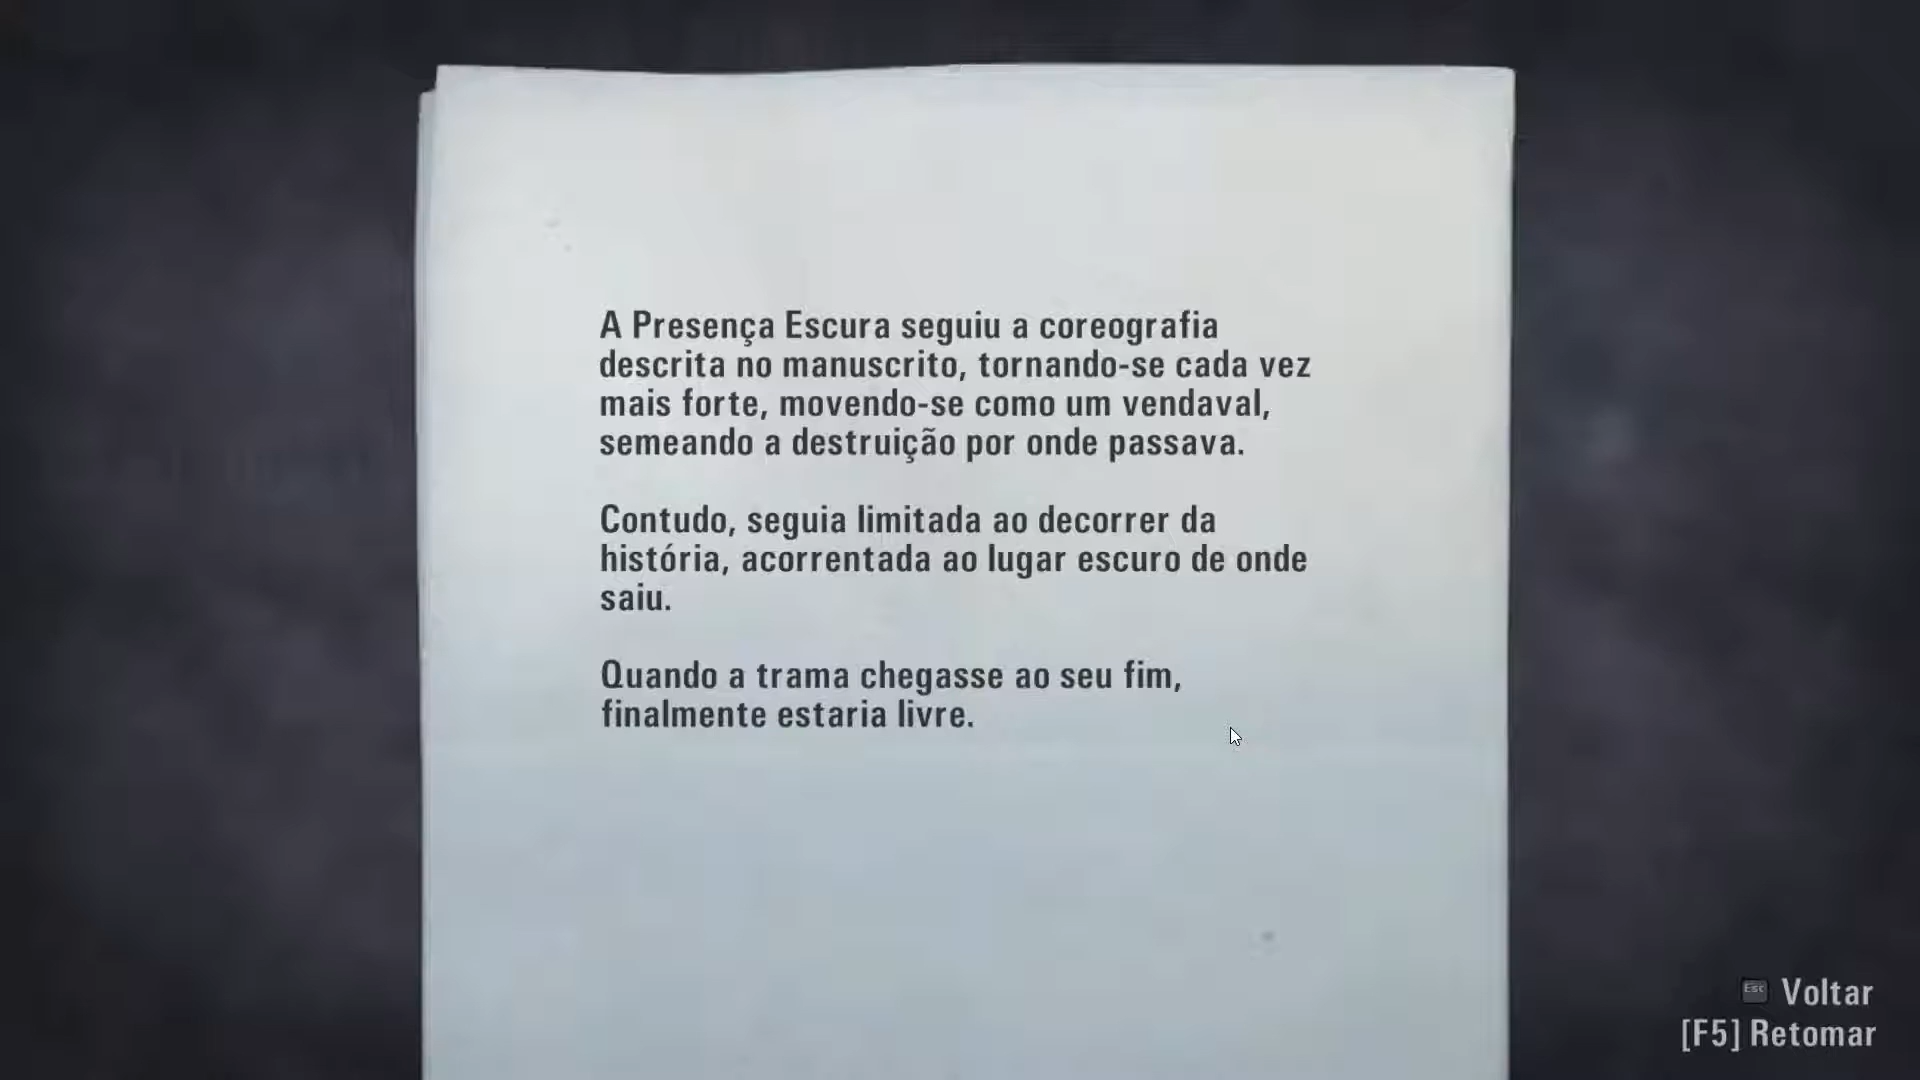 A Presença Escura seguiu a coreografia
descrita no manuscrito, tornando-se cada vez
mais forte, movendo-se como um vendaval,
semeando a destruição por onde passava.
Contudo, seguia limitada ao decorrer da
história, acorrentada ao lugar escuro de onde
saiu.
Quando a trama chegasse ao seu fim,
finalmente estaria livre.
Esc Voltar
[F5] Retomar